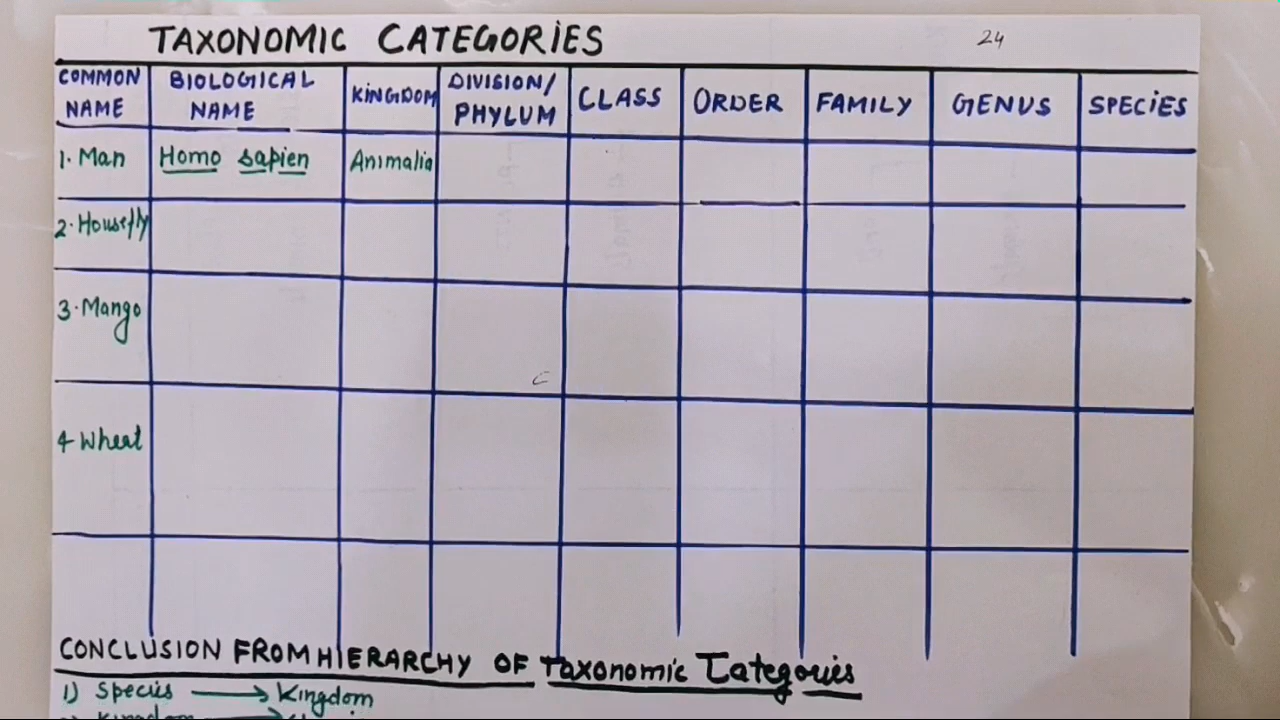 TAXONOMIC CATEGORIES 24
COMMON NAME BIOLOGICAL NAME KINGDOM DIVISION/ PHYLUM CLASS ORDER FAMILY GENUS SPECIES
1. Man Homo sapien Animalia
2. Housefly
3. Mango
4 Wheat
CONCLUSION FROM HIERARCHY OF Taxonomic Categories
1) Species → Kingdom
Kingdom →